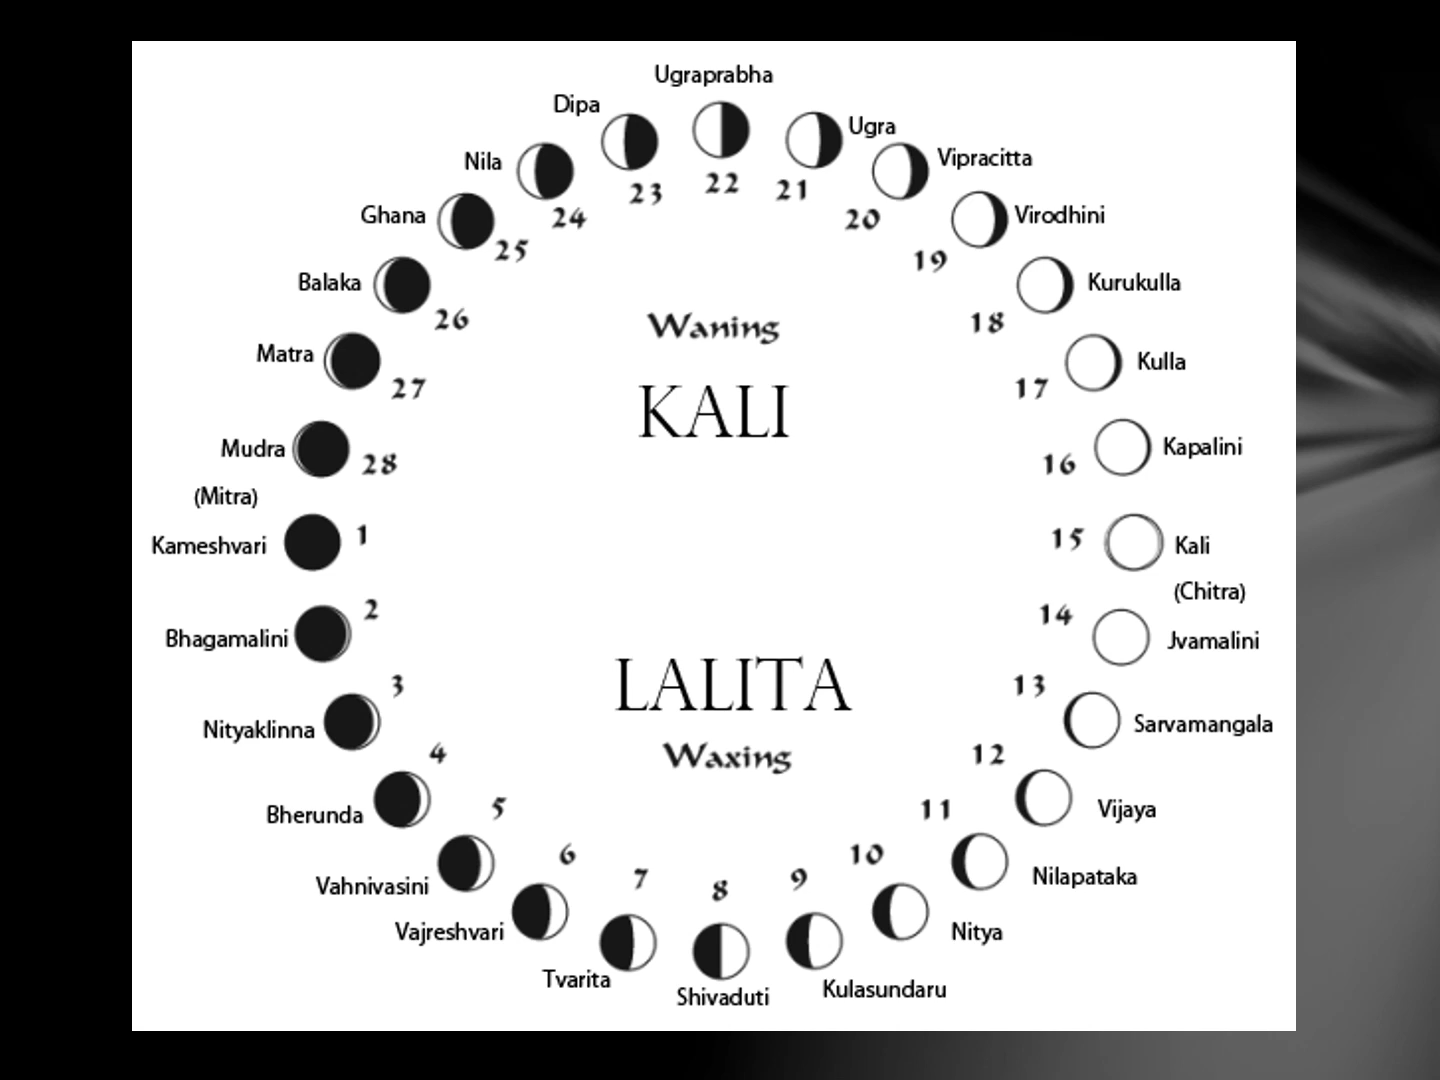 Ugraprabha
Dipa
Ugra
Nila
Vipracitta
22
23
21
Ghana
24
20
Virodhini
25
19
Balaka
Kurukulla
26
18
Waning
Matra
Kulla
27
17
KALI
Mudra
Kapalini
28
16
(Mitra)
Kameshvari
1
15
Kali
(Chitra)
2
14
Bhagamalini
Jvamalini
3
13
LALITA
Nityaklinna
Sarvamangala
4
12
Waxing
5
11
Bherunda
Vijaya
6
10
7
9
8
Vahnivasini
Nilapataka
Vajreshvari
Nitya
Tvarita
Kulasundaru
Shivaduti